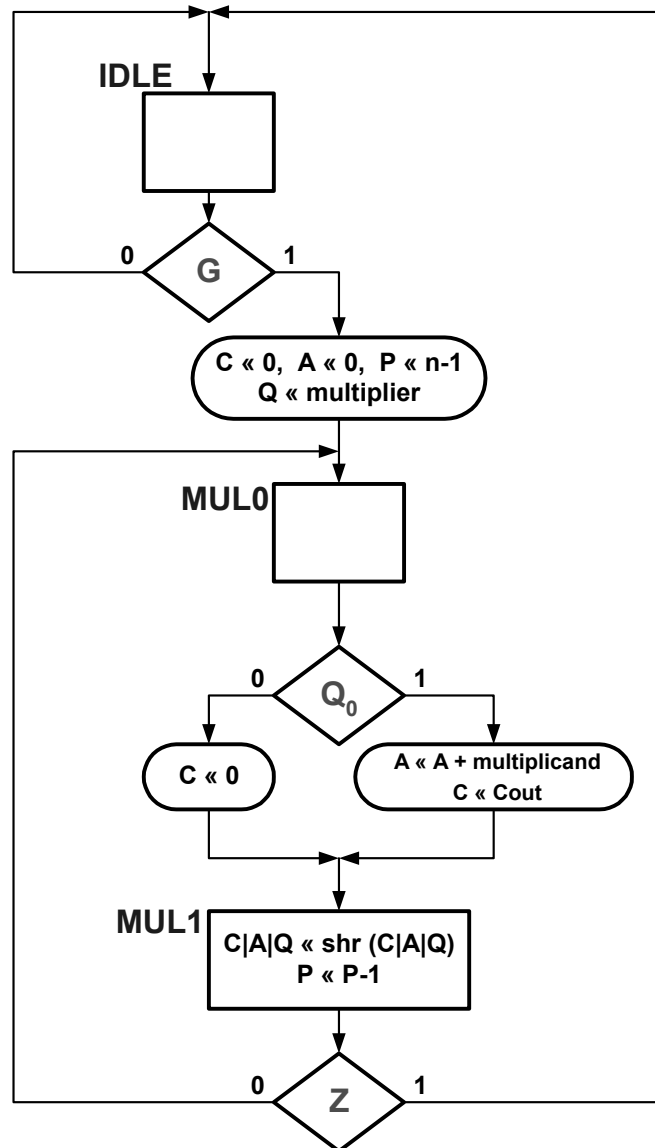 IDLE
G
0
1
C « 0, A « 0, P « n-1
Q « multiplier
MUL0
Q0
0
1
C « 0
A « A + multiplicand
C « Cout
MUL1
C|A|Q « shr (C|A|Q)
P « P-1
Z
0
1